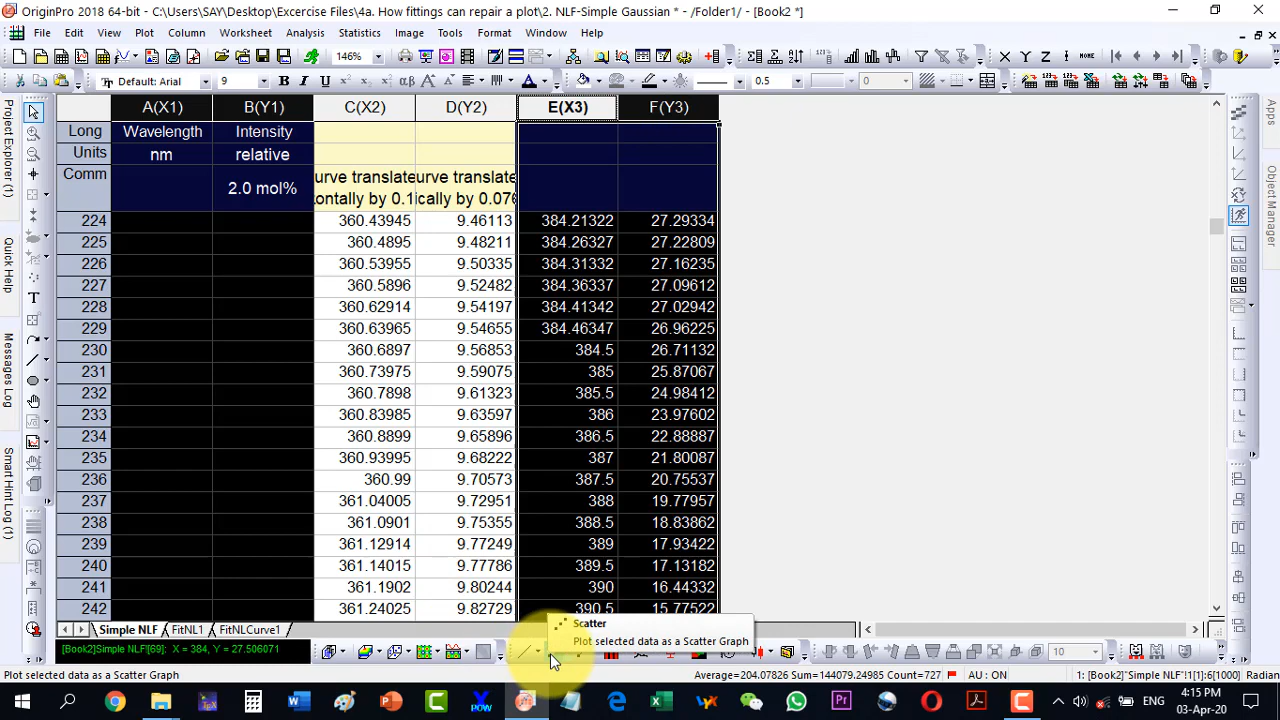 OriginPro 2018 64-bit - C:\Users\SAY\Desktop\Excercise Files\4a. How fittings can repair a plot\2. NLF-Simple Gaussian * - /Folder1/ - [Book2 *]
File Edit View Plot Column Worksheet Analysis Statistics Image Tools Format Window Help
146%
Default: Arial 9 B I U 0.5 0
A(X1) B(Y1) C(X2) D(Y2) E(X3) F(Y3)
Long Wavelength Intensity
Units nm relative
Comm 2.0 mol% urve translate urve translate
ontally by 0.1 ically by 0.076
224 360.43945 9.46113 384.21322 27.29334
225 360.4895 9.48211 384.26327 27.22809
226 360.53955 9.50335 384.31332 27.16235
227 360.5896 9.52482 384.36337 27.09612
228 360.62914 9.54197 384.41342 27.02942
229 360.63965 9.54655 384.46347 26.96225
230 360.6897 9.56853 384.5 26.71132
231 360.73975 9.59075 385 25.87067
232 360.7898 9.61323 385.5 24.98412
233 360.83985 9.63597 386 23.97602
234 360.8899 9.65896 386.5 22.88887
235 360.93995 9.68222 387 21.80087
236 360.99 9.70573 387.5 20.75537
237 361.04005 9.72951 388 19.77957
238 361.0901 9.75355 388.5 18.83862
239 361.12914 9.77249 389 17.93422
240 361.14015 9.77786 389.5 17.13182
241 361.1902 9.80244 390 16.44332
242 361.24025 9.82729 390.5 15.77522
Project Explorer (1)
Quick Help
Messages Log
Smart Hint Log (1)
Apps
Object Manager
Scatter
Plot selected data as a Scatter Graph
Simple NLF FitNL1 FitNLCurve1
[Book2]Simple NLF![69]: X = 384, Y = 27.506071
10
Plot selected data as a Scatter Graph Average=204.07826 Sum=144079.24985 Count=727 AU : ON 1: [Book2]"Simple NLF"!1:6[1000] Radian
ENG 4:15 PM
03-Apr-20